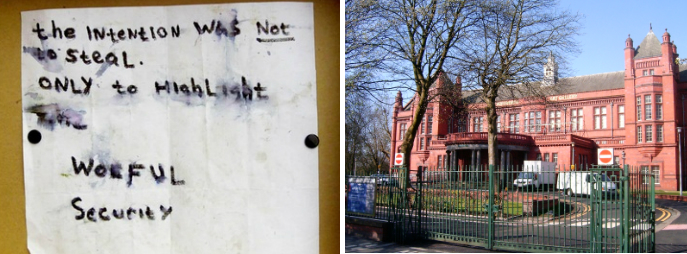 the INTENTION WAS Not
to STEAL.
ONLY to HIGHLIGHT
THE
WOEFUL
Security